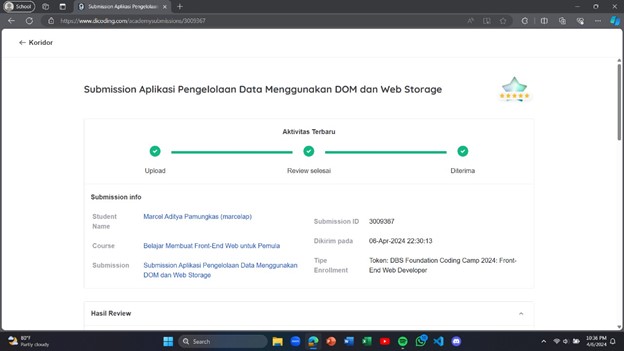 School
Submission Aplikasi Pengelolaan
https://www.dicoding.com/academysubmissions/3009367
Koridor
Submission Aplikasi Pengelolaan Data Menggunakan DOM dan Web Storage
Aktivitas Terbaru
Upload
Review selesai
Diterima
Submission info
Student Name
Marcel Aditya Pamungkas (marcelap)
Course
Belajar Membuat Front-End Web untuk Pemula
Submission
Submission Aplikasi Pengelolaan Data Menggunakan
DOM dan Web Storage
Submission ID
3009367
Dikirim pada
06-Apr-2024 22:30:13
Tipe Enrollment
Token: DBS Foundation Coding Camp 2024: Front-
End Web Developer
Hasil Review
80°F
Partly cloudy
Search
10:36 PM
4/6/2024